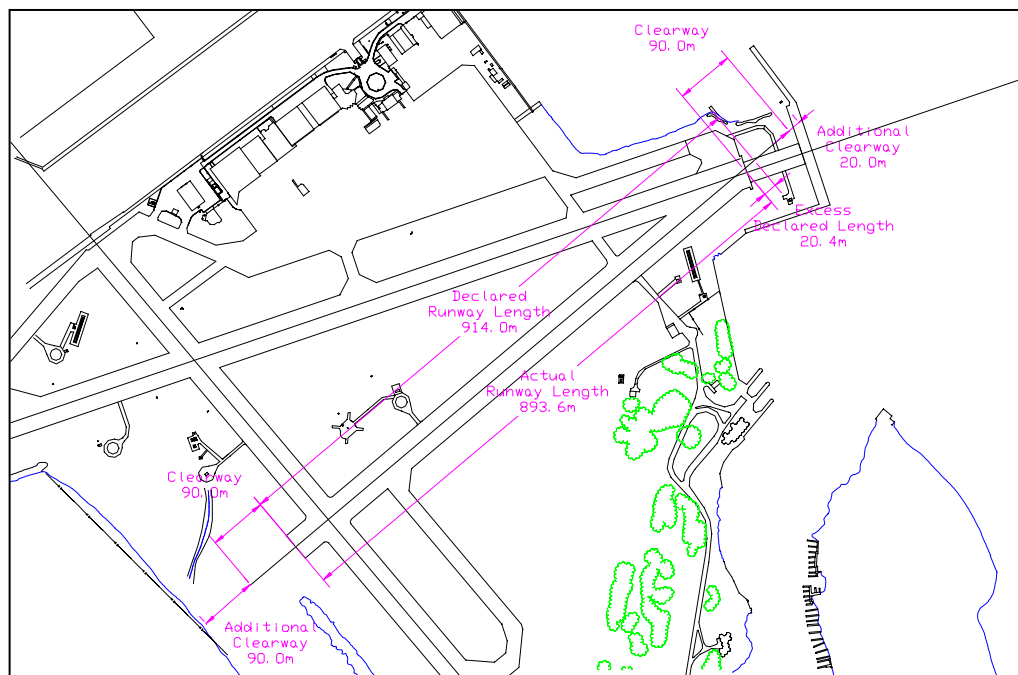 Clearway
90.0m
Additional
Clearway
20.0m
Excess
Declared Length
20.4m
Declared
Runway Length
914.0m
Actual
Runway Length
893.6m
Clearway
90.0m
Additional
Clearway
90.0m